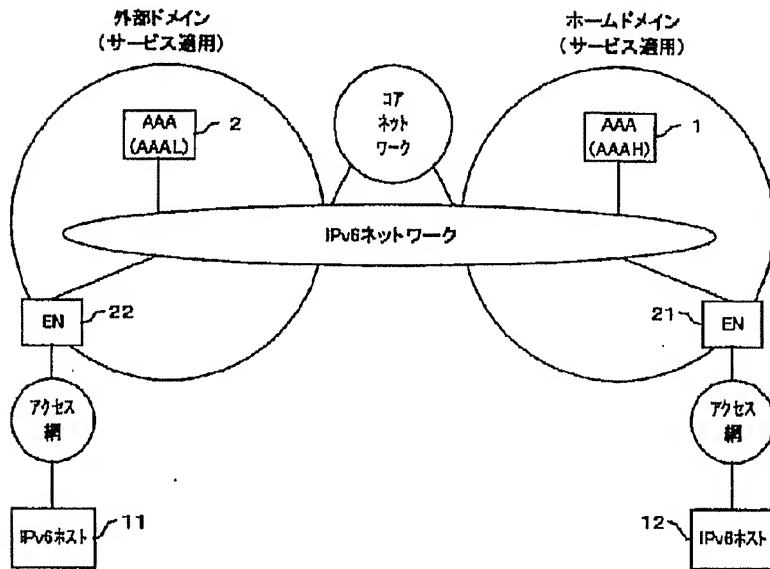 外部ドメイン
(サービス適用)
ホームドメイン
(サービス適用)
AAA
(AAAL)
2
コア
ネット
ワーク
AAA
(AAAH)
1
IPv6ネットワーク
EN
22
21
EN
アクセス
網
アクセス
網
IPv6ホスト
11
12
IPv6ホスト